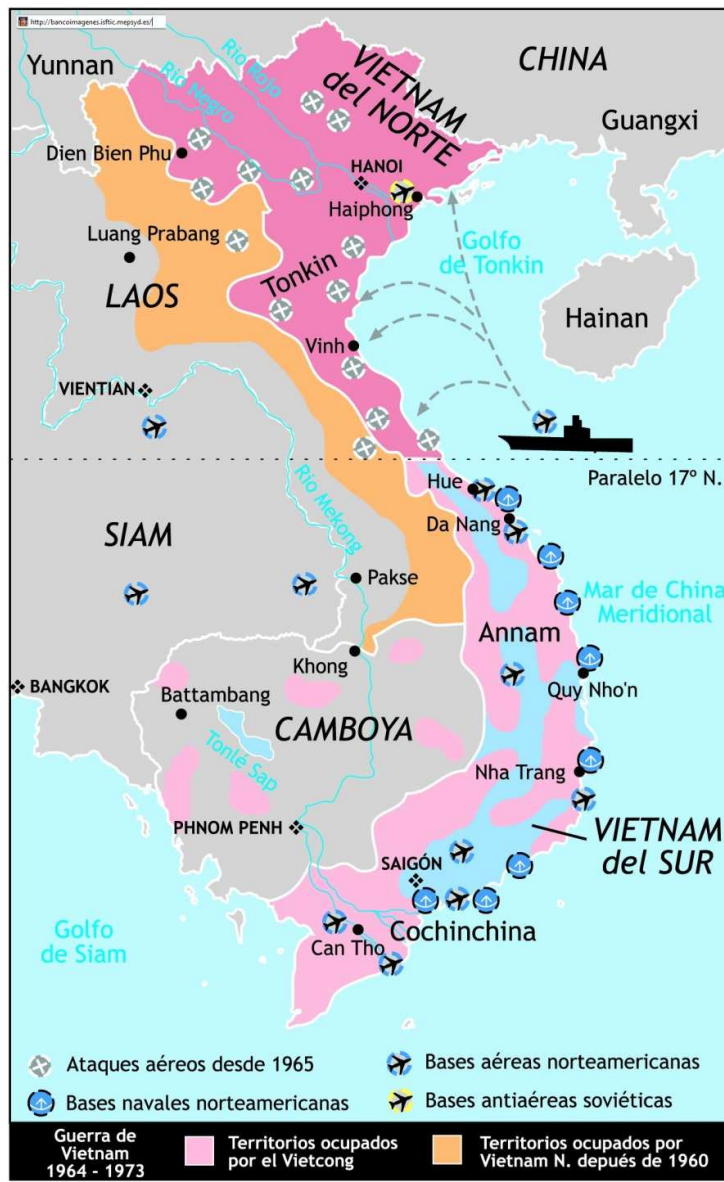 http://bancoimagenes.isftic.mepsyd.es/
Yunnan
Río Negro
Río Rojo
VIETNAM
del NORTE
CHINA
Guangxi
Dien Bien Phu
HANOI
Haiphong
Luang Prabang
LAOS
Tonkin
Golfo
de Tonkin
Hainan
Vinh
VIENTIAN
Paralelo 17º N.
Río Mekong
Hue
Da Nang
SIAM
Pakse
Mar de China
Meridional
Annam
Khong
BANGKOK
Battambang
Quy Nho'n
CAMBOYA
Tonlé Sap
Nha Trang
PHNOM PENH
VIETNAM
del SUR
SAIGÓN
Cochinchina
Golfo
de Siam
Can Tho
Ataques aéreos desde 1965
Bases aéreas norteamericanas
Bases navales norteamericanas
Bases antiaéreas soviéticas
Guerra de
Vietnam
1964 - 1973
Territorios ocupados
por el Vietcong
Territorios ocupados por
Vietnam N. depués de 1960